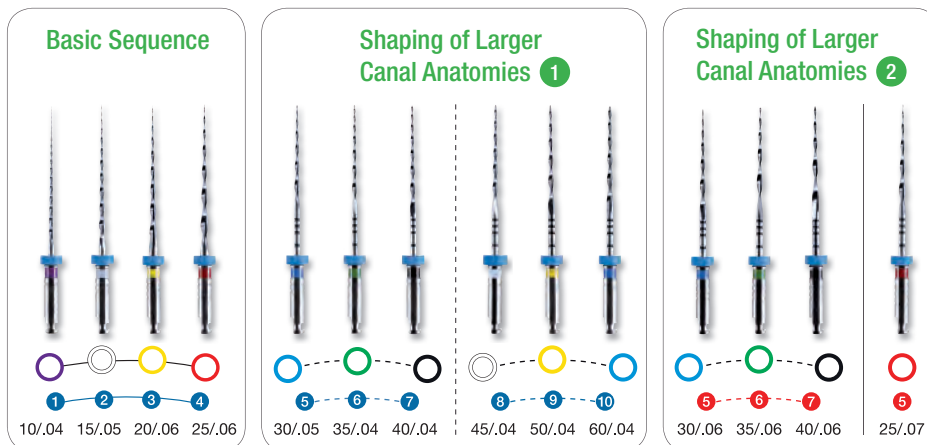 Basic Sequence
1 2 3 4
10/.04 15/.05 20/.06 25/.06
Shaping of Larger
Canal Anatomies 1
5 6 7 8 9 10
30/.05 35/.04 40/.04 45/.04 50/.04 60/.04
Shaping of Larger
Canal Anatomies 2
5 6 7 5
30/.06 35/.06 40/.06 25/.07